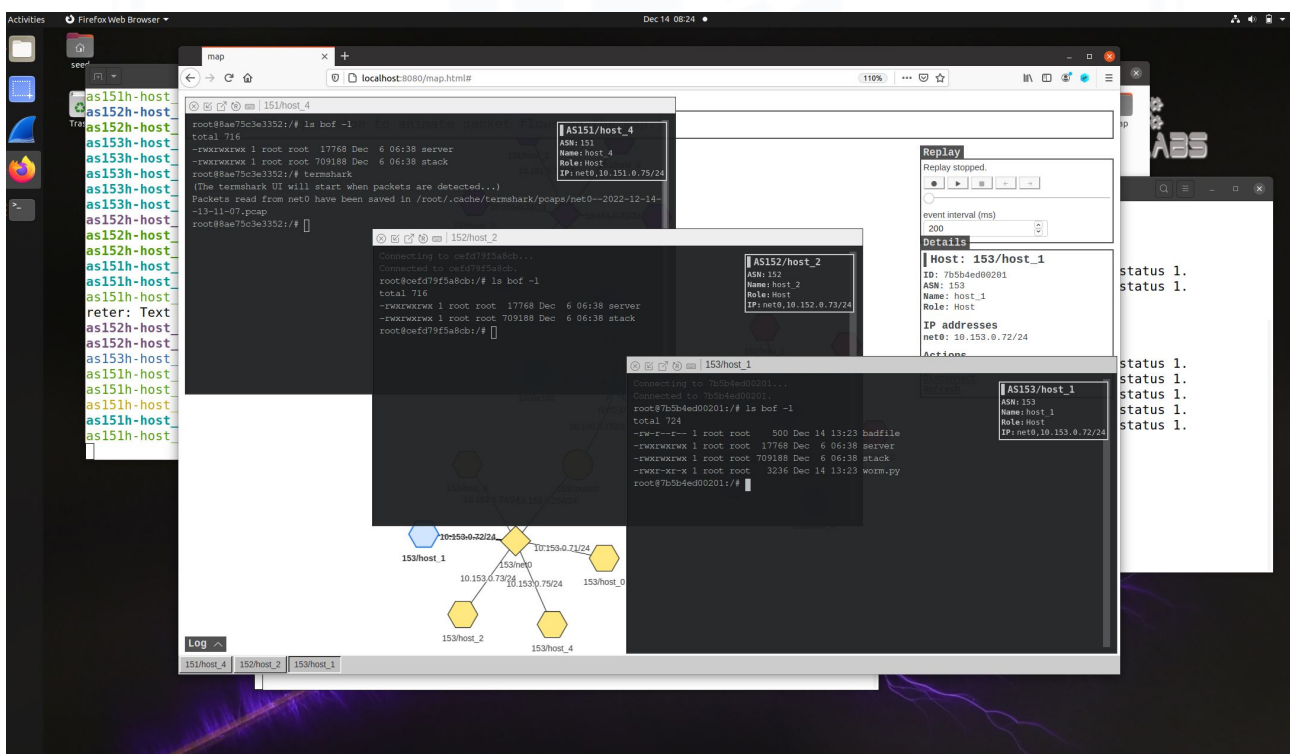 Activities
Firefox Web Browser
Dec 14 08:24
seed
as151h-host_
as152h-host_
as152h-host_
as153h-host_
as153h-host_
as153h-host_
as153h-host_
as153h-host_
as152h-host_
as152h-host_
as152h-host_
as151h-host_
as151h-host_
as151h-host_
reter: Text
as152h-host_
as152h-host_
as153h-host_
as151h-host_
as151h-host_
as151h-host_
as151h-host_
as151h-host_
map
localhost:8080/map.html#
110%
151/host_4
root@8ae75c3e3352:/# ls bof -l
total 716
-rwxrwxrwx 1 root root 17768 Dec 6 06:38 server
-rwxrwxrwx 1 root root 709188 Dec 6 06:38 stack
root@8ae75c3e3352:/# termshark
(The termshark UI will start when packets are detected...)
Packets read from net0 have been saved in /root/.cache/termshark/pcaps/net0--2022-12-14-
-13-11-07.pcap
root@8ae75c3e3352:/#
AS151/host_4
ASN: 151
Name: host_4
Role: Host
IP: net0,10.151.0.75/24
152/host_2
Connecting to cefd79f5a8cb...
Connected to cefd79f5a8cb.
root@cefd79f5a8cb:/# ls bof -l
total 716
-rwxrwxrwx 1 root root 17768 Dec 6 06:38 server
-rwxrwxrwx 1 root root 709188 Dec 6 06:38 stack
root@cefd79f5a8cb:/#
AS152/host_2
ASN: 152
Name: host_2
Role: Host
IP: net0,10.152.0.73/24
153/host_1
Connecting to 7b5b4ed00201...
Connected to 7b5b4ed00201.
root@7b5b4ed00201:/# ls bof -l
total 724
-rw-r--r-- 1 root root 500 Dec 14 13:23 badfile
-rwxrwxrwx 1 root root 17768 Dec 6 06:38 server
-rwxrwxrwx 1 root root 709188 Dec 6 06:38 stack
-rwxr-xr-x 1 root root 3236 Dec 14 13:23 worm.py
root@7b5b4ed00201:/#
AS153/host_1
ASN: 153
Name: host_1
Role: Host
IP: net0,10.153.0.72/24
Replay
Replay stopped.
event interval (ms)
200
Details
Host: 153/host_1
ID: 7b5b4ed00201
ASN: 153
Name: host_1
Role: Host
IP addresses
net0: 10.153.0.72/24
Actions
status 1.
status 1.
status 1.
status 1.
status 1.
status 1.
status 1.
10.153.0.72/24
10.153.0.71/24
153/host_1
153/net0
153/host_0
10.153.0.73/24
10.153.0.75/24
153/host_2
153/host_4
Log
151/host_4
152/host_2
153/host_1